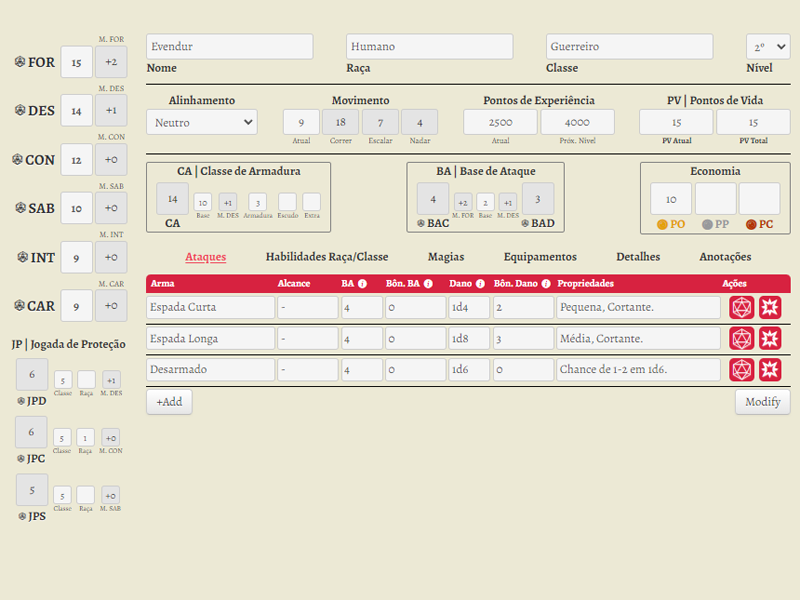 M. FOR
FOR 15 +2
M. DES
DES 14 +1
M. CON
CON 12 +0
M. SAB
SAB 10 +0
M. INT
INT 9 +0
M. CAR
CAR 9 +0
JP | Jogada de Proteção
6 5 +1
Classe Raça M. DES
JPD
6 5 1 +0
Classe Raça M. CON
JPC
5 5 +0
Classe Raça M. SAB
JPS
Evendur Humano Guerreiro 2º
Nome Raça Classe Nível
Alinhamento Movimento Pontos de Experiência PV | Pontos de Vida
Neutro 9 18 7 4 2500 4000 15 15
Atual Correr Escalar Nadar Atual Próx. Nível PV Atual PV Total
CA | Classe de Armadura
14 10 +1 3
Base M. DES Armadura Escudo Extra
CA
BA | Base de Ataque
4 +2 2 +1 3
M. FOR Base M. DES
BAC BAD
Economia
10
PO PP PC
Ataques Habilidades Raça/Classe Magias Equipamentos Detalhes Anotações
Arma Alcance BA Bôn. BA Dano Bôn. Dano Propriedades Ações
Espada Curta - 4 0 1d4 2 Pequena, Cortante.
Espada Longa - 4 0 1d8 3 Média, Cortante.
Desarmado - 4 0 1d6 0 Chance de 1-2 em 1d6.
+Add Modify